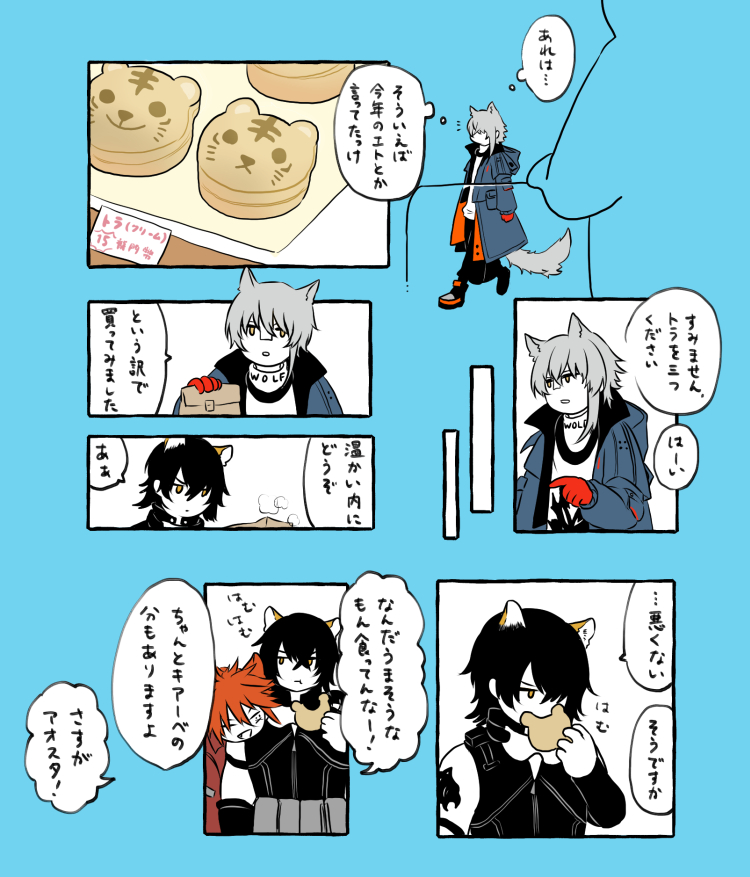 あれは…
そういえば
今年のエトとか
言ってたっけ
トラ(クリーム)
15
すみません。
トラを三つ
ください
WOLF
はーい
という訳で
買ってみました
WOLF
温かい内に
どうぞ
ああ
…悪くない
そうですか
はむ
なんだうまそうな
もん食ってんなー!
はむ
はむ
ちゃんとキアーベの
分もありますよ
さすが
アオスタ!